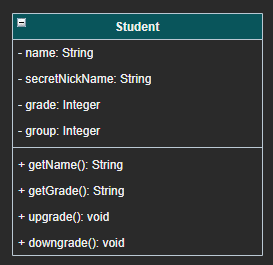 Student
- name: String
- secretNickName: String
- grade: Integer
- group: Integer
+ getName(): String
+ getGrade(): String
+ upgrade(): void
+ downgrade(): void